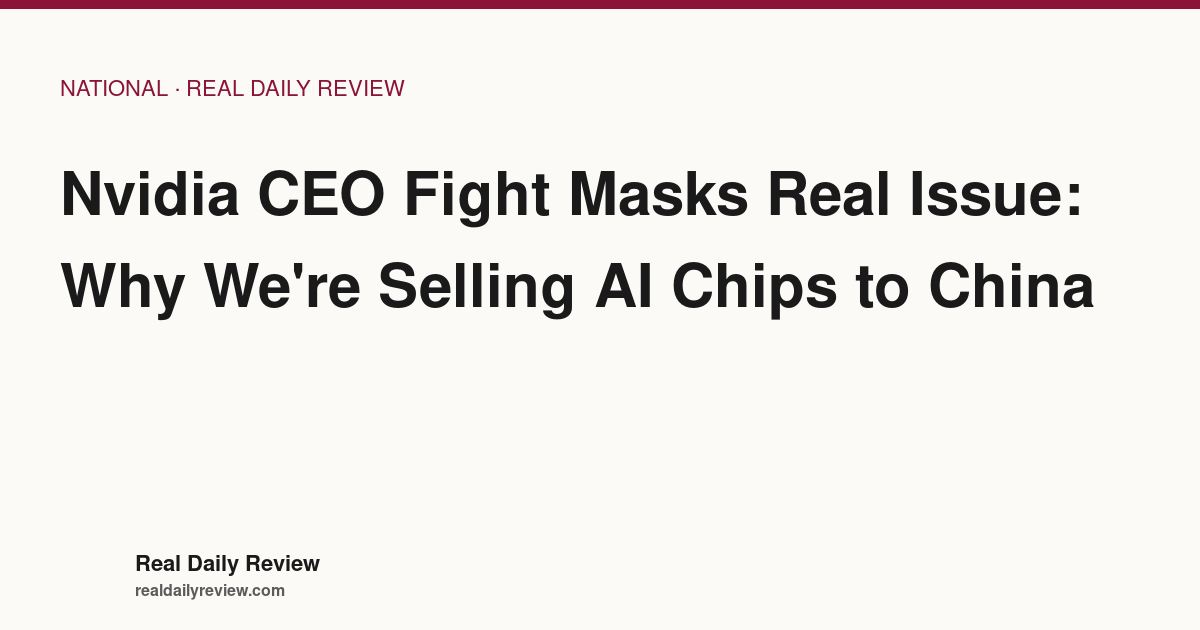 NATIONAL · REAL DAILY REVIEW
Nvidia CEO Fight Masks Real Issue:
Why We're Selling AI Chips to China
Real Daily Review
realdailyreview.com